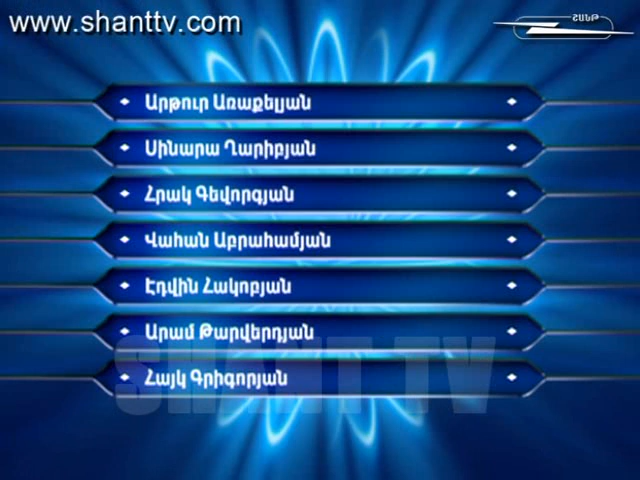 www.shanttv.com
ՇԱՆԹ
Արթուր Առաքելյան
Սինարա Ղարիբյան
Հրակ Գեվորգյան
Վահան Աբրահամյան
Էդվին Հակոբյան
Արամ Թարվերդյան
Հայկ Գրիգորյան
SHANT TV